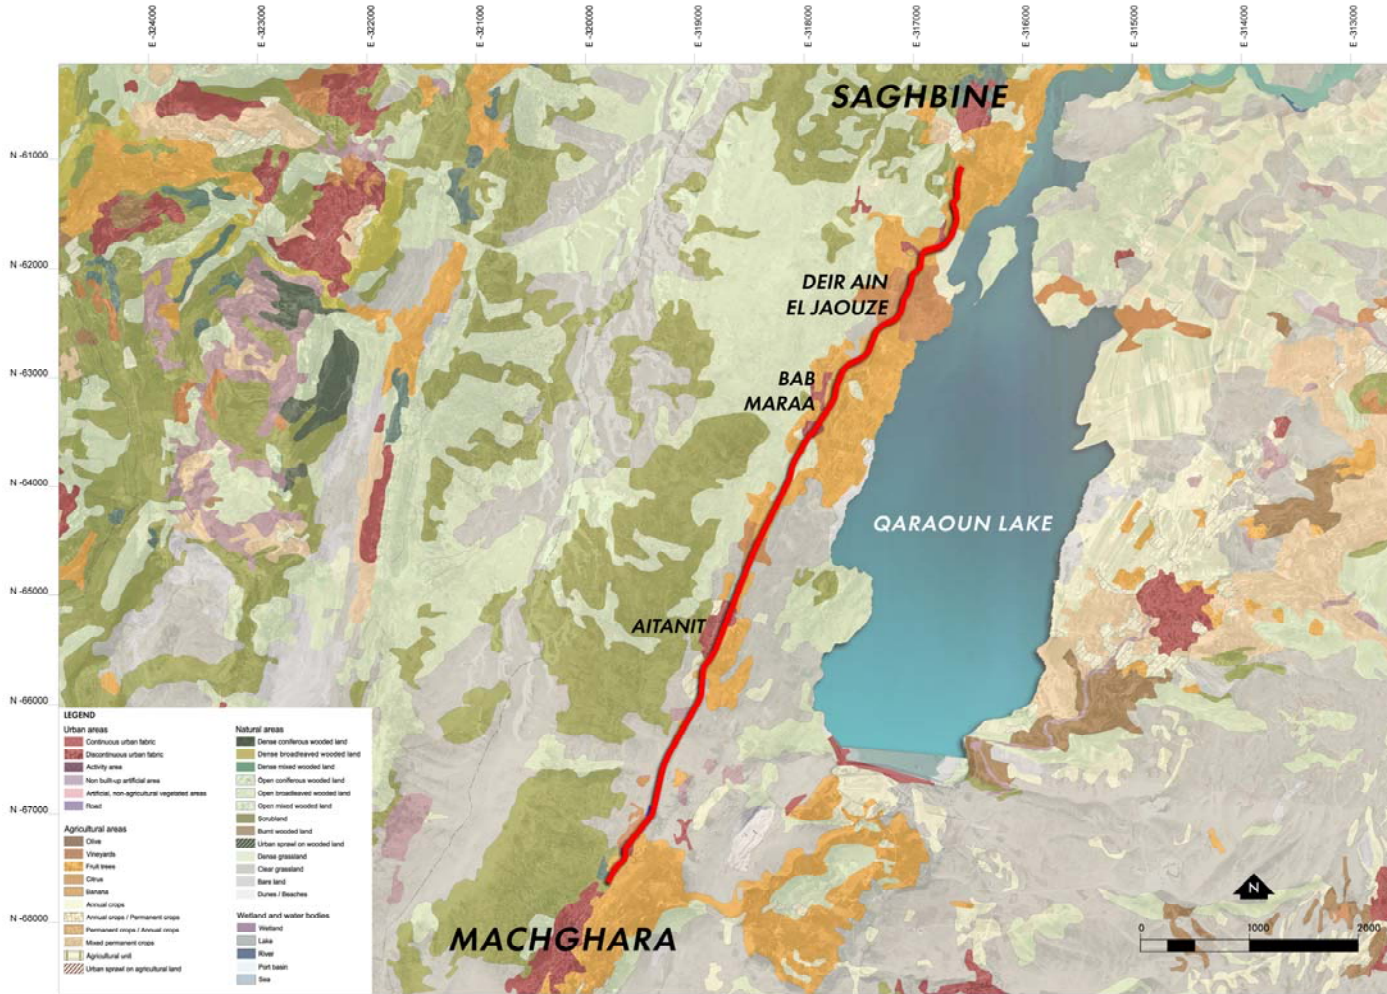 E -324000
E -323000
E -322000
E -321000
E -320000
E -319000
E -318000
E -317000
E -316000
E -315000
E -314000
E -313000
N -61000
N -62000
N -63000
N -64000
N -65000
N -66000
N -67000
N -68000
SAGHBINE
DEIR AIN
EL JAOUZE
BAB
MARAA
QARAOUN LAKE
AITANIT
MACHGHARA
LEGEND
Urban areas
Continuous urban fabric
Discontinuous urban fabric
Activity area
Non built-up artificial area
Artificial, non-agricultural vegetated areas
Road
Agricultural areas
Olive
Vineyards
Fruit trees
Citrus
Banana
Annual crops
Annual crops / Permanent crops
Permanent crops / Annual crops
Mixed permanent crops
Agricultural unit
Urban sprawl on agricultural land
Natural areas
Dense coniferous wooded land
Dense broadleaved wooded land
Dense mixed wooded land
Open coniferous wooded land
Open broadleaved wooded land
Open mixed wooded land
Scrubland
Burnt wooded land
Urban sprawl on wooded land
Dense grassland
Clear grassland
Bare land
Dunes / Beaches
Wetland and water bodies
Wetland
Lake
River
Port basin
Sea
N
0 1000 2000